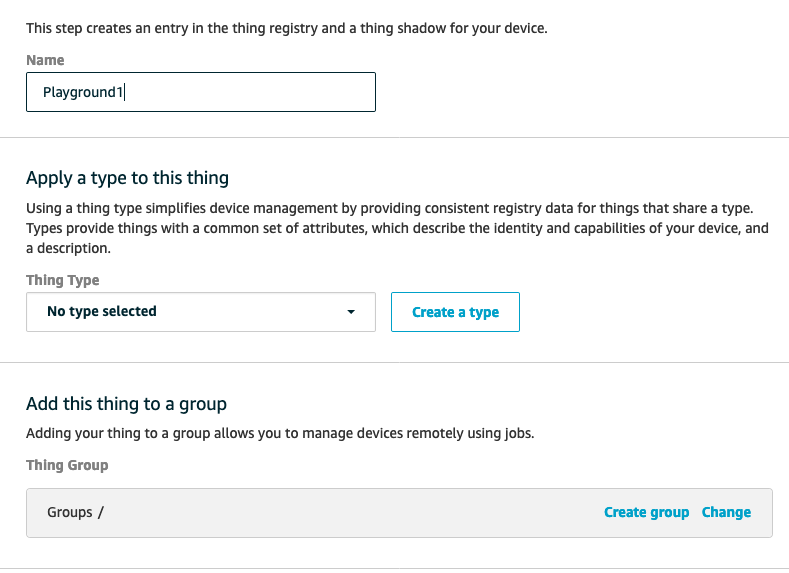 This step creates an entry in the thing registry and a thing shadow for your device.
Name
Playground1
Apply a type to this thing
Using a thing type simplifies device management by providing consistent registry data for things that share a type.
Types provide things with a common set of attributes, which describe the identity and capabilities of your device, and
a description.
Thing Type
No type selected
Create a type
Add this thing to a group
Adding your thing to a group allows you to manage devices remotely using jobs.
Thing Group
Groups / Create group Change